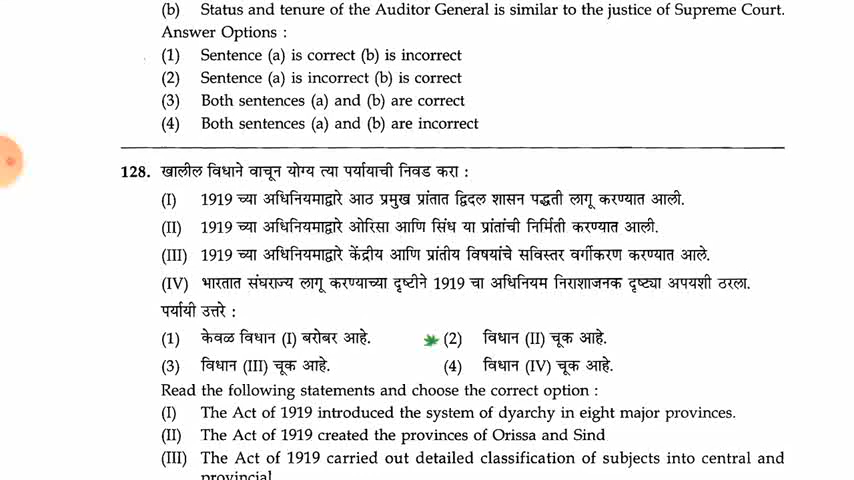 (b) Status and tenure of the Auditor General is similar to the justice of Supreme Court.
Answer Options :
(1) Sentence (a) is correct (b) is incorrect
(2) Sentence (a) is incorrect (b) is correct
(3) Both sentences (a) and (b) are correct
(4) Both sentences (a) and (b) are incorrect
128. खालील विधाने वाचून योग्य त्या पर्यायाची निवड करा :
(I) 1919 च्या अधिनियमाद्वारे आठ प्रमुख प्रांतात द्विदल शासन पद्धती लागू करण्यात आली.
(II) 1919 च्या अधिनियमाद्वारे ओरिसा आणि सिंध या प्रांतांची निर्मिती करण्यात आली.
(III) 1919 च्या अधिनियमाद्वारे केंद्रीय आणि प्रांतीय विषयांचे सविस्तर वर्गीकरण करण्यात आले.
(IV) भारतात संघराज्य लागू करण्याच्या दृष्टीने 1919 चा अधिनियम निराशाजनक दृष्ट्या अपयशी ठरला.
पर्यायी उत्तरे :
(1) केवळ विधान (I) बरोबर आहे. (2) विधान (II) चूक आहे.
(3) विधान (III) चूक आहे. (4) विधान (IV) चूक आहे.
Read the following statements and choose the correct option :
(I) The Act of 1919 introduced the system of dyarchy in eight major provinces.
(II) The Act of 1919 created the provinces of Orissa and Sind
(III) The Act of 1919 carried out detailed classification of subjects into central and
provincial